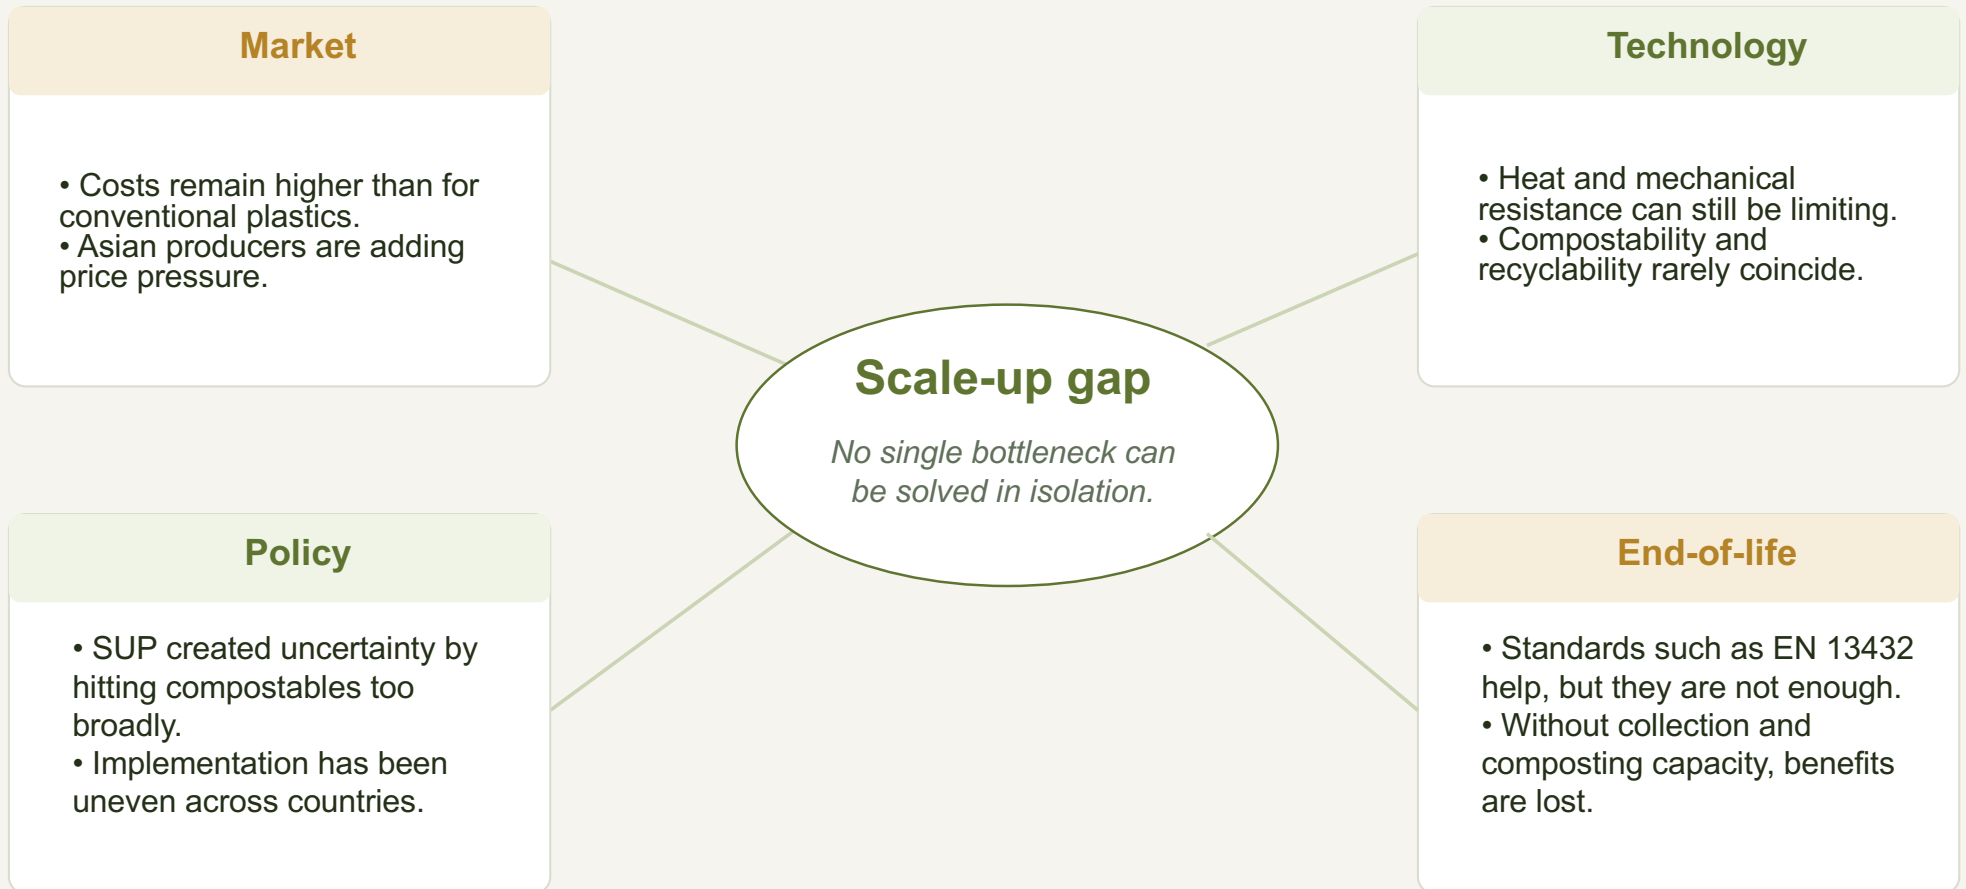 Market
• Costs remain higher than for
conventional plastics.
• Asian producers are adding
price pressure.
Technology
• Heat and mechanical
resistance can still be limiting.
• Compostability and
recyclability rarely coincide.
Scale-up gap
No single bottleneck can
be solved in isolation.
Policy
• SUP created uncertainty by
hitting compostables too
broadly.
• Implementation has been
uneven across countries.
End-of-life
• Standards such as EN 13432
help, but they are not enough.
• Without collection and
composting capacity, benefits
are lost.